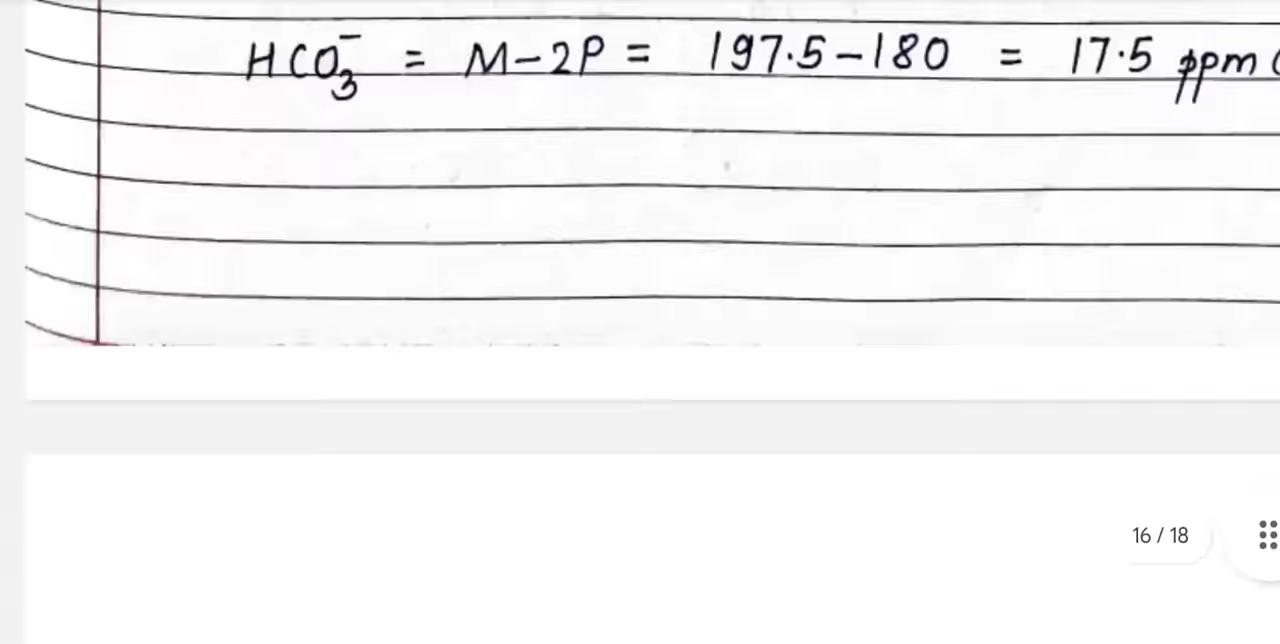 HCO₃⁻ = M-2P = 197.5-180 = 17.5 ppm (
16 / 18